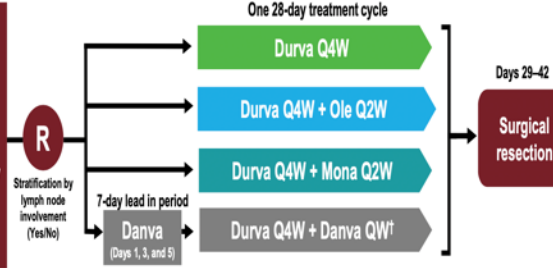 One 28-day treatment cycle
Durva Q4W
Days 29–42
Durva Q4W + Ole Q2W
R
Surgical
resection
Stratification by
lymph node
involvement
(Yes/No)
Durva Q4W + Mona Q2W
7-day lead in period
Danva
(Days 1, 3, and 5)
Durva Q4W + Danva QW†